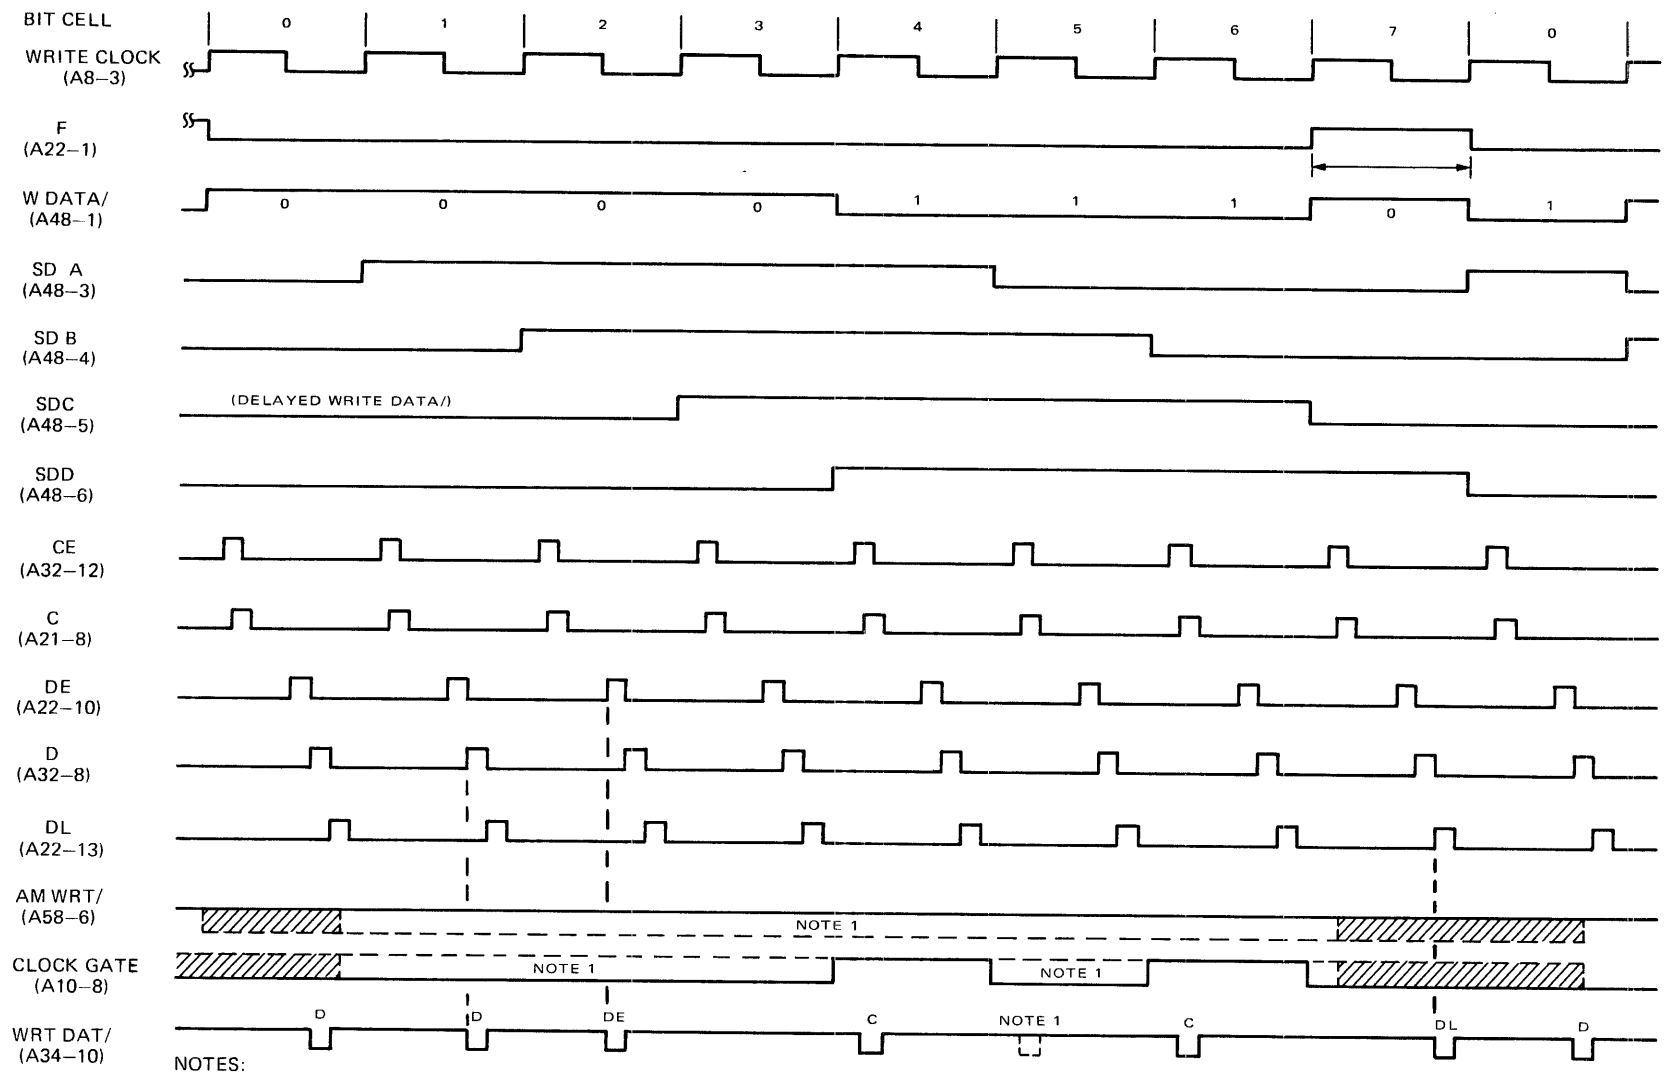 BIT CELL 0 1 2 3 4 5 6 7 0
WRITE CLOCK
(A8-3)
F
(A22-1)
W DATA/
(A48-1)
0 0 0 0 1 1 1 0 1
SD A
(A48-3)
SD B
(A48-4)
SDC
(A48-5)
(DELAYED WRITE DATA/)
SDD
(A48-6)
CE
(A32-12)
C
(A21-8)
DE
(A22-10)
D
(A32-8)
DL
(A22-13)
AM WRT/
(A58-6)
NOTE 1
CLOCK GATE
(A10-8)
NOTE 1 NOTE 1
WRT DAT/
(A34-10)
D D DE C NOTE 1 C DL D
NOTES: